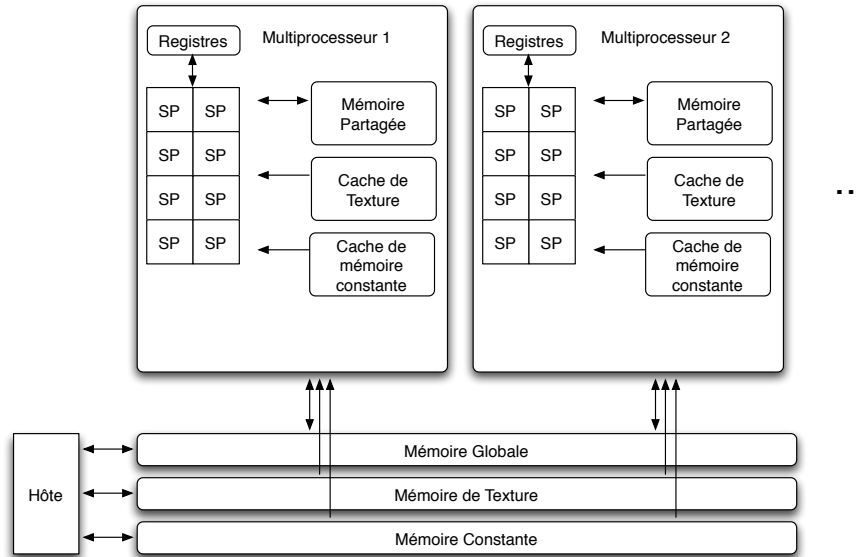 Registres
Multiprocesseur 1
SP SP
Mémoire
Partagée
SP SP
SP SP
Cache de
Texture
SP SP
Cache de
mémoire
constante
Registres
Multiprocesseur 2
SP SP
Mémoire
Partagée
SP SP
SP SP
Cache de
Texture
SP SP
Cache de
mémoire
constante
..
Hôte
Mémoire Globale
Mémoire de Texture
Mémoire Constante